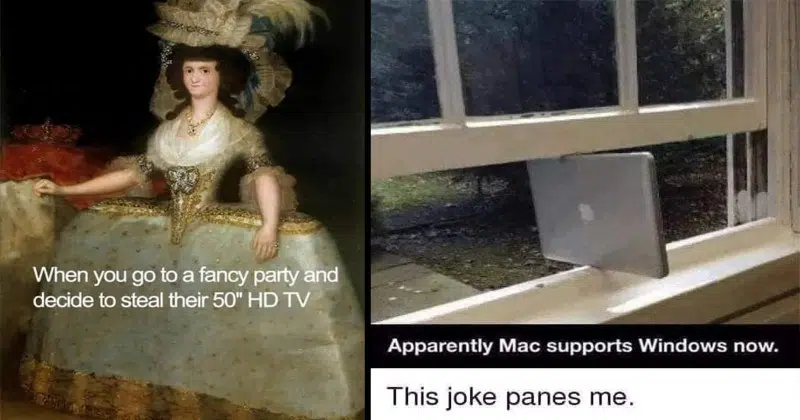 When you go to a fancy party and
decide to steal their 50" HD TV
Apparently Mac supports Windows now.
This joke panes me.